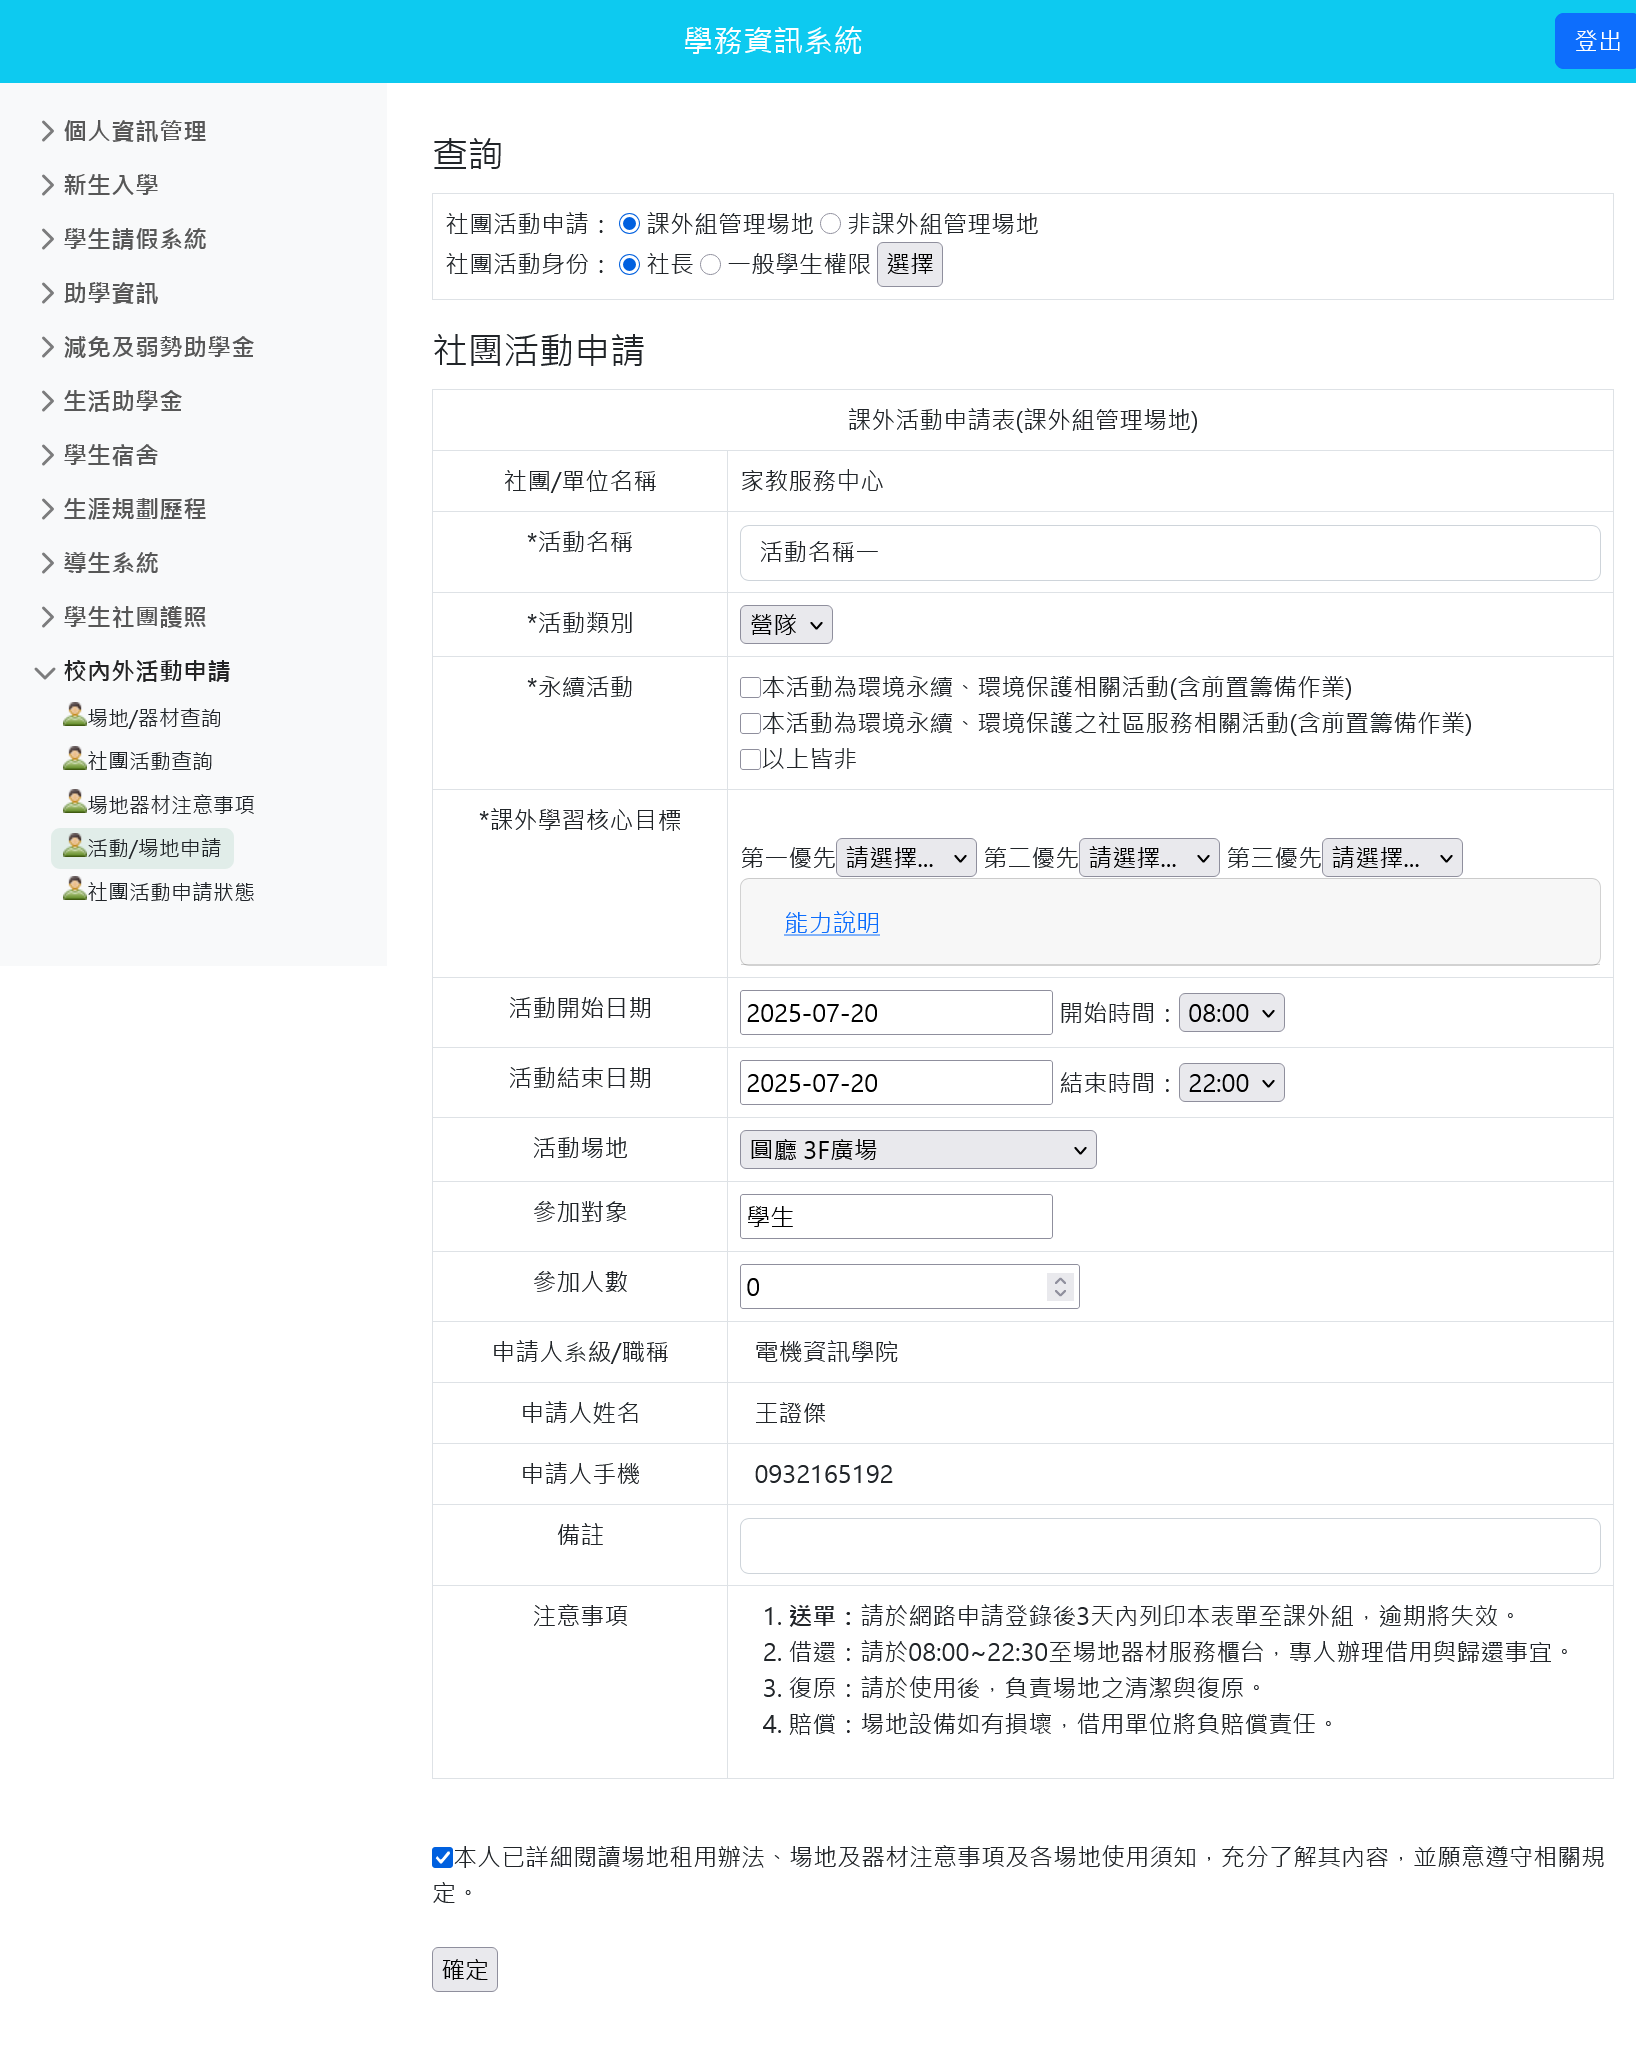 學務資訊系統
登出
個人資訊管理
新生入學
學生請假系統
助學資訊
減免及弱勢助學金
生活助學金
學生宿舍
生涯規劃歷程
導生系統
學生社團護照
校內外活動申請
場地/器材查詢
社團活動查詢
場地器材注意事項
活動/場地申請
社團活動申請狀態
查詢
社團活動申請： 課外組管理場地 非課外組管理場地
社團活動身份： 社長 一般學生權限 選擇
社團活動申請
課外活動申請表(課外組管理場地)
社團/單位名稱 家教服務中心
*活動名稱 活動名稱一
*活動類別 營隊
*永續活動 本活動為環境永續、環境保護相關活動(含前置籌備作業)
本活動為環境永續、環境保護之社區服務相關活動(含前置籌備作業)
以上皆非
*課外學習核心目標
第一優先 請選擇... 第二優先 請選擇... 第三優先 請選擇...
能力說明
活動開始日期 2025-07-20 開始時間： 08:00
活動結束日期 2025-07-20 結束時間： 22:00
活動場地 圓廳 3F廣場
參加對象 學生
參加人數 0
申請人系級/職稱 電機資訊學院
申請人姓名 王證傑
申請人手機 0932165192
備註
注意事項 1. 送單：請於網路申請登錄後3天內列印本表單至課外組，逾期將失效。
2. 借還：請於08:00~22:30至場地器材服務櫃台，專人辦理借用與歸還事宜。
3. 復原：請於使用後，負責場地之清潔與復原。
4. 賠償：場地設備如有損壞，借用單位將負賠償責任。
本人已詳細閱讀場地租用辦法、場地及器材注意事項及各場地使用須知，充分了解其內容，並願意遵守相關規
定。
確定